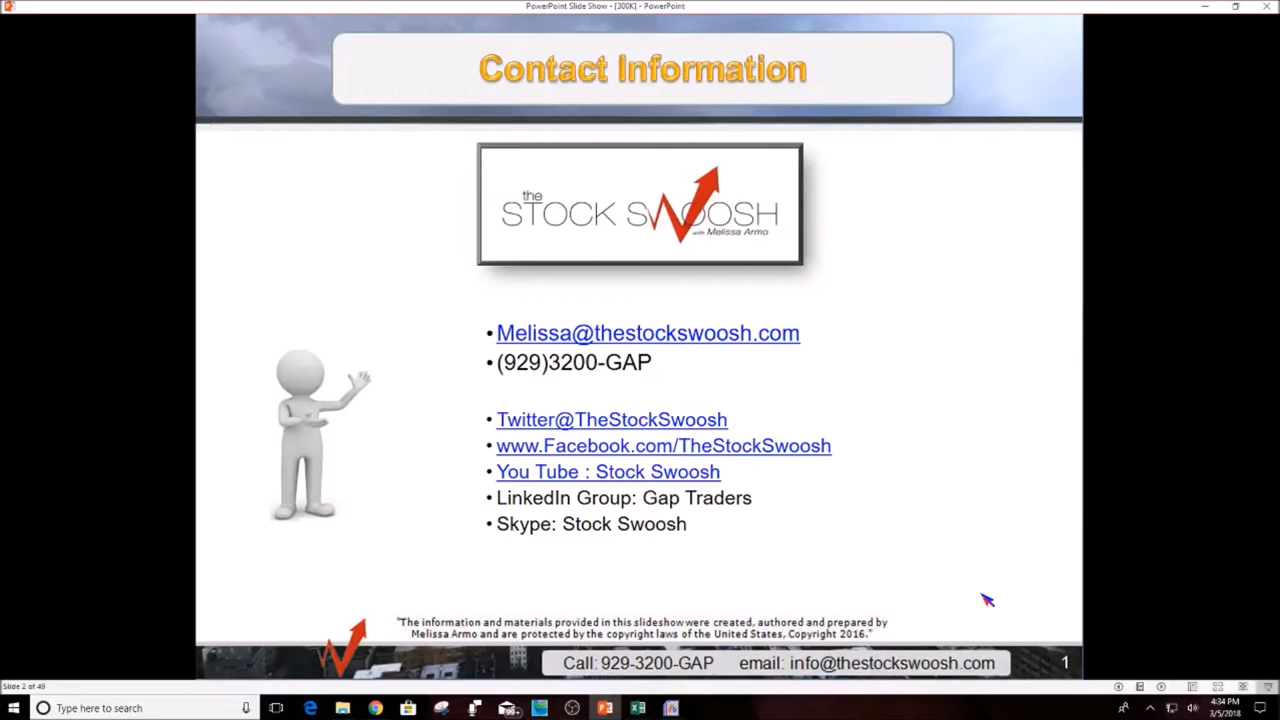 PowerPoint Slide Show - [300K] - PowerPoint
Contact Information
the
STOCK SWOOSH
with Melissa Armo
• Melissa@thestockswoosh.com
• (929)3200-GAP
• Twitter@TheStockSwoosh
• www.Facebook.com/TheStockSwoosh
• You Tube : Stock Swoosh
• LinkedIn Group: Gap Traders
• Skype: Stock Swoosh
"The information and materials provided in this slideshow were created, authored and prepared by
Melissa Armo and are protected by the copyright laws of the United States, Copyright 2016."
Call: 929-3200-GAP email: info@thestockswoosh.com 1
Slide 2 of 49
Type here to search
99+
4:34 PM
3/5/2018